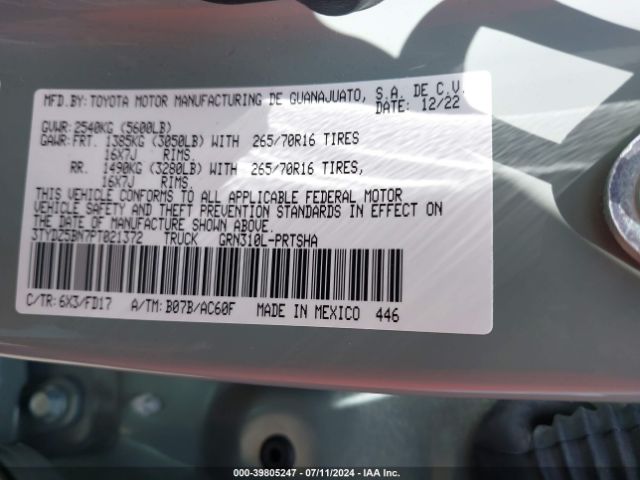 MFD.BY:TOYOTA MOTOR MANUFACTURING DE GUANAJUATO, S.A. DE C.V.
DATE: 12/22
GVWR:2540KG (5600LB)
GAWR:FRT. 1385KG (3050LB) WITH 265/70R16 TIRES
16X7J RIMS,
RR. 1490KG (3280LB) WITH 265/70R16 TIRES,
16X7J RIMS,
THIS VEHICLE CONFORMS TO ALL APPLICABLE FEDERAL MOTOR
VEHICLE SAFETY AND THEFT PREVENTION STANDARDS IN EFFECT ON
THE DATE OF MANUFACTURE SHOWN ABOVE.
3TYRZ5BN7PT021372 TRUCK GRN310L-PRTSHA
C/TR:6X3/FD17 A/TM:B07B/AC60F MADE IN MEXICO 446
000-39805247 / 07/11/2024 / IAA Inc.